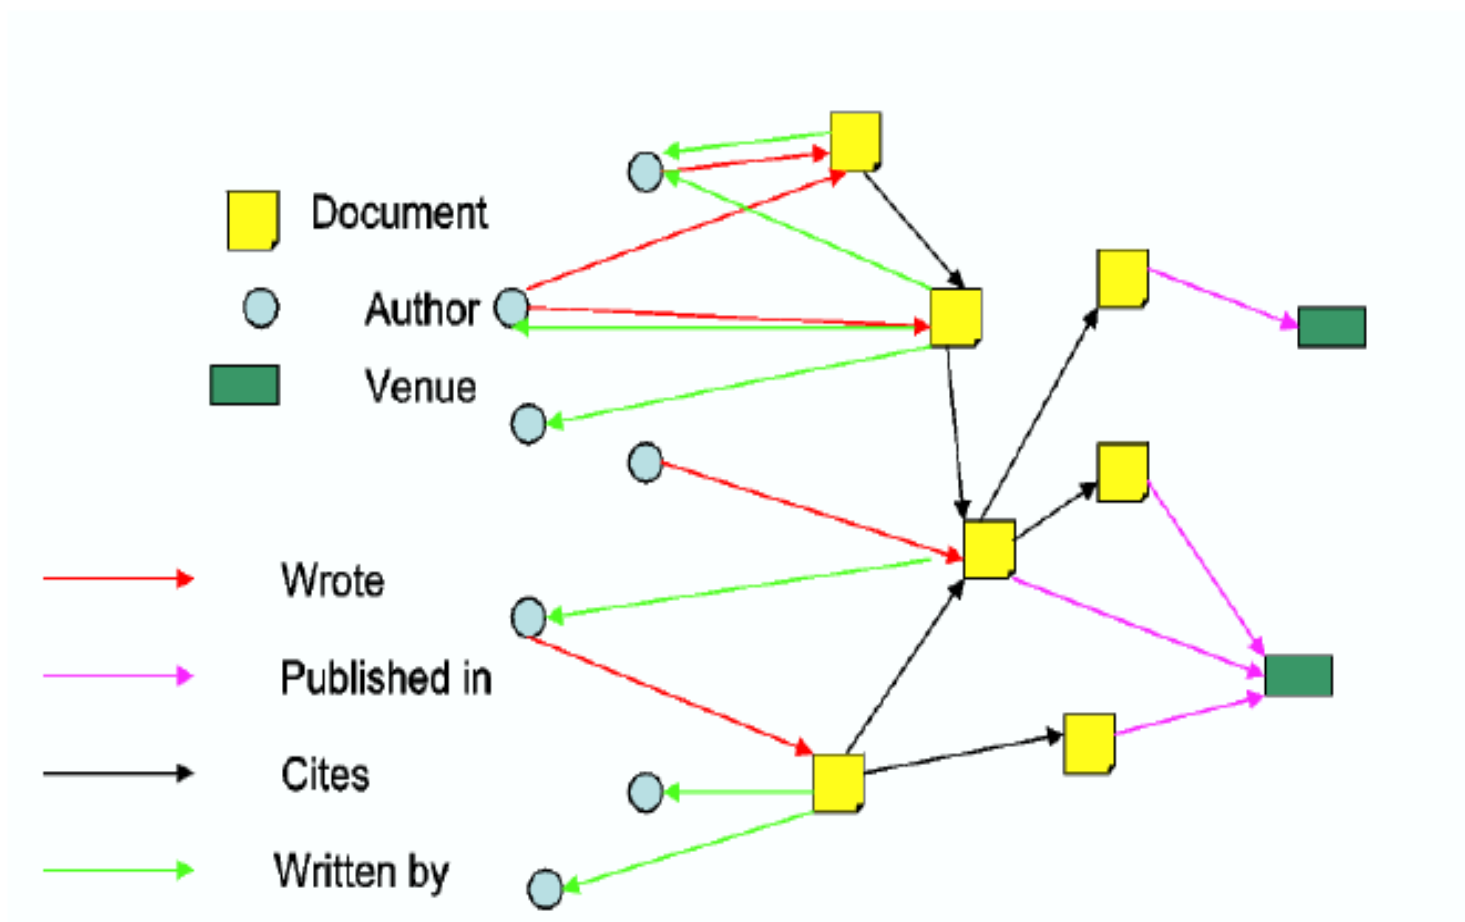 Document
Author
Venue
Wrote
Published in
Cites
Written by